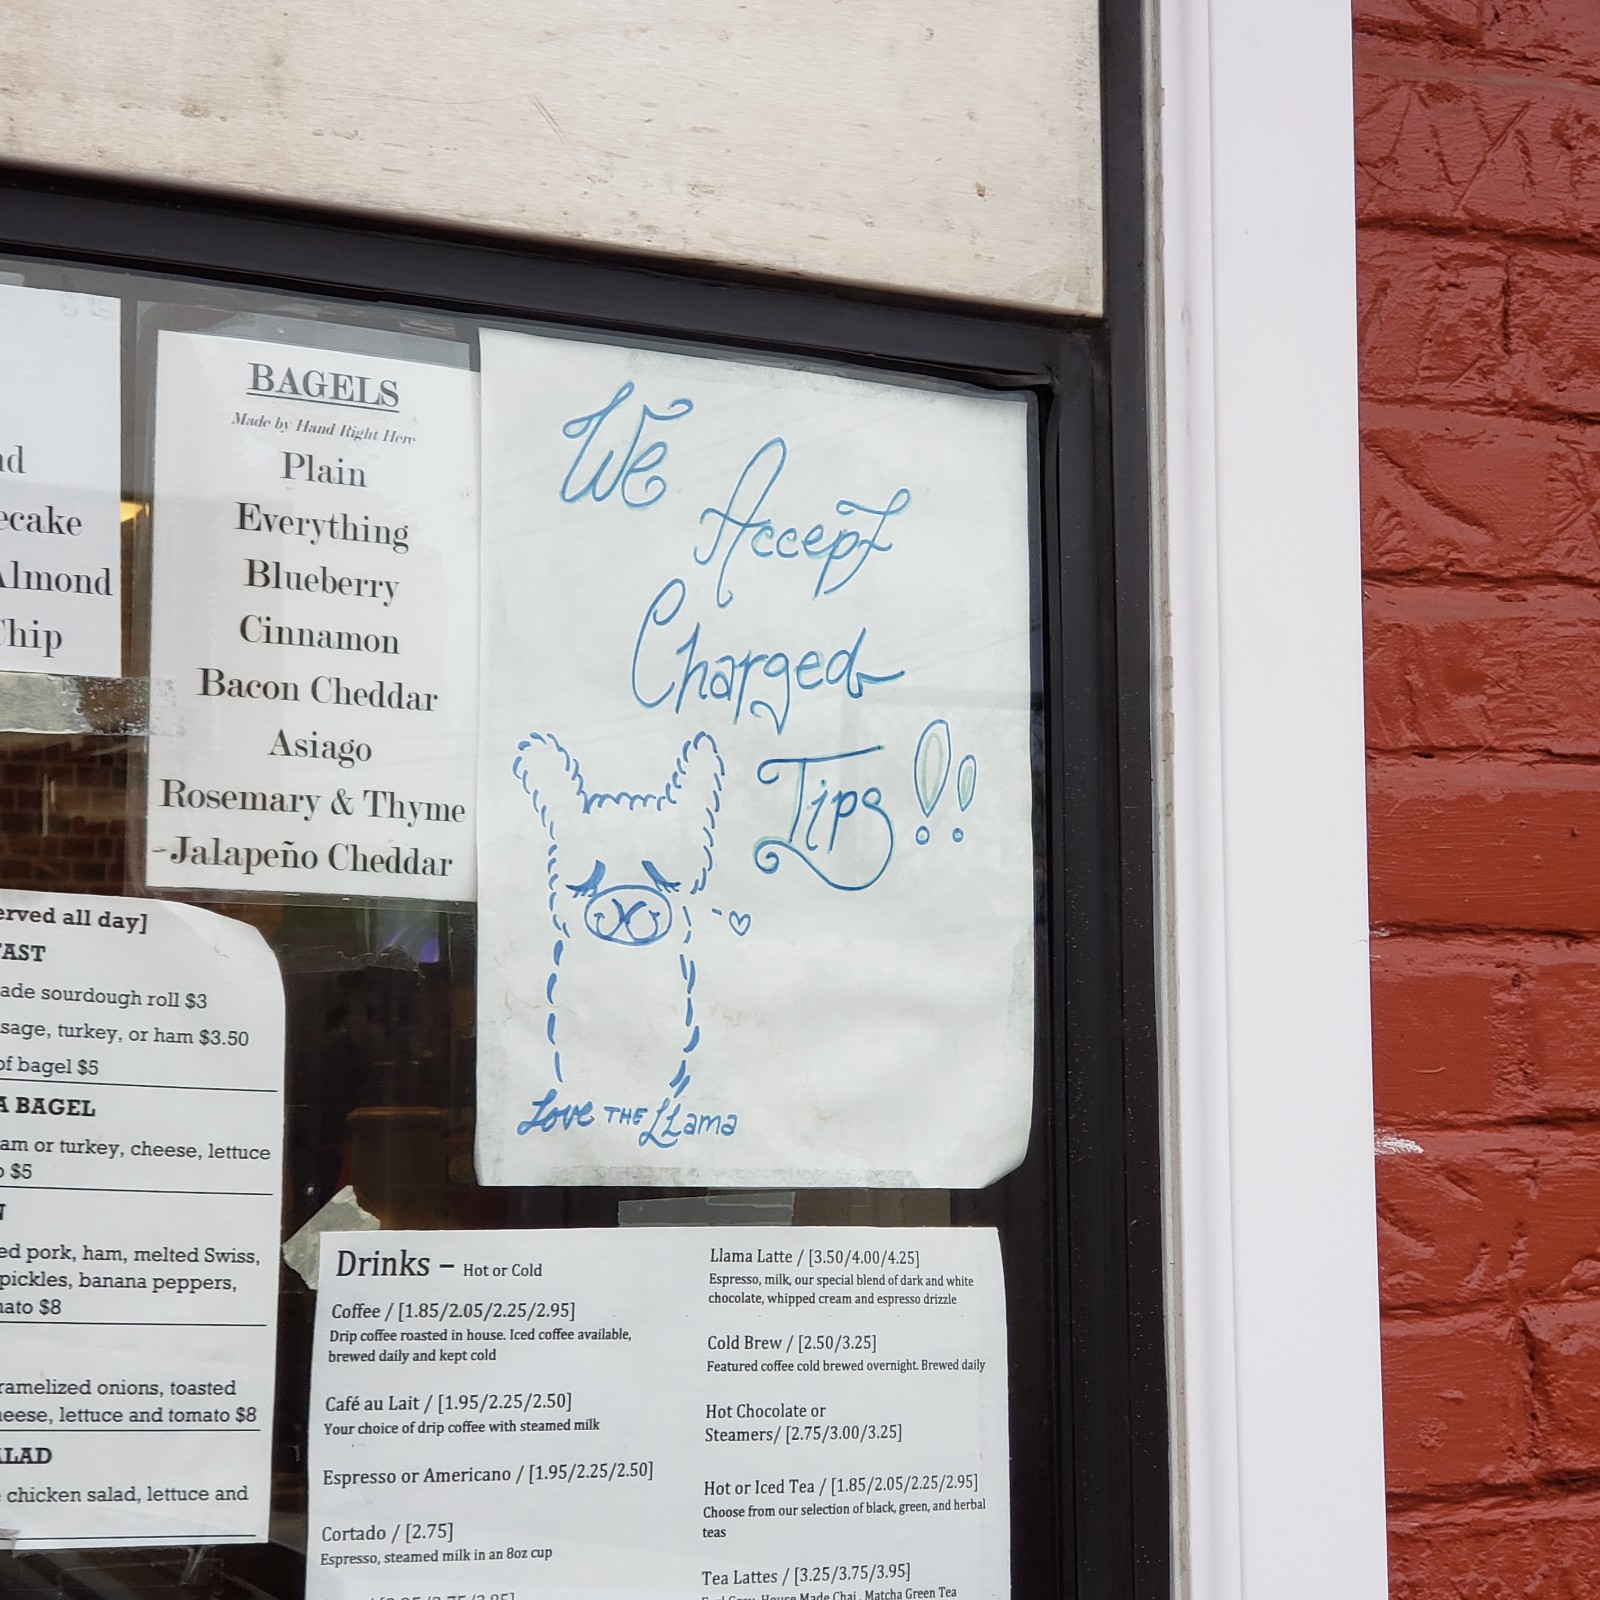 nd
ecake
Almond
Chip
BAGELS
Made by Hand Right Here
Plain
Everything
Blueberry
Cinnamon
Bacon Cheddar
Asiago
Rosemary & Thyme
-Jalapeño Cheddar
We
Accept
Charged
Tips!!
Love THE LLama
erved all day]
FAST
ade sourdough roll $3
sage, turkey, or ham $3.50
of bagel $5
A BAGEL
am or turkey, cheese, lettuce
o $5
ed pork, ham, melted Swiss,
pickles, banana peppers,
mato $8
ramelized onions, toasted
heese, lettuce and tomato $8
ALAD
chicken salad, lettuce and
Drinks – Hot or Cold
Coffee / [1.85/2.05/2.25/2.95]
Drip coffee roasted in house. Iced coffee available,
brewed daily and kept cold
Café au Lait / [1.95/2.25/2.50]
Your choice of drip coffee with steamed milk
Espresso or Americano / [1.95/2.25/2.50]
Cortado / [2.75]
Espresso, steamed milk in an 8oz cup
Llama Latte / [3.50/4.00/4.25]
Espresso, milk, our special blend of dark and white
chocolate, whipped cream and espresso drizzle
Cold Brew / [2.50/3.25]
Featured coffee cold brewed overnight. Brewed daily
Hot Chocolate or
Steamers/ [2.75/3.00/3.25]
Hot or Iced Tea / [1.85/2.05/2.25/2.95]
Choose from our selection of black, green, and herbal
teas
Tea Lattes / [3.25/3.75/3.95]
Earl Grey, House Made Chai, Matcha Green Tea